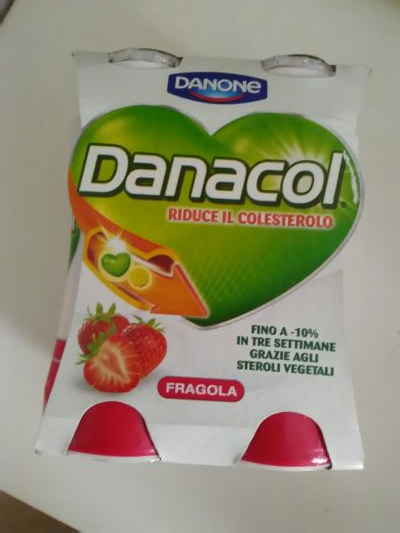 DANONE
Danacol
RIDUCE IL COLESTEROLO
FINO A -10%
IN TRE SETTIMANE
GRAZIE AGLI
STEROLI VEGETALI
FRAGOLA